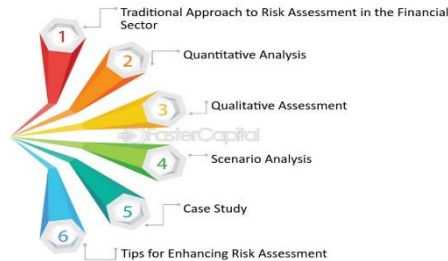 1
Traditional Approach to Risk Assessment in the Financial
Sector
2
Quantitative Analysis
3
Qualitative Assessment
FasterCapital
4
Scenario Analysis
5
Case Study
6
Tips for Enhancing Risk Assessment